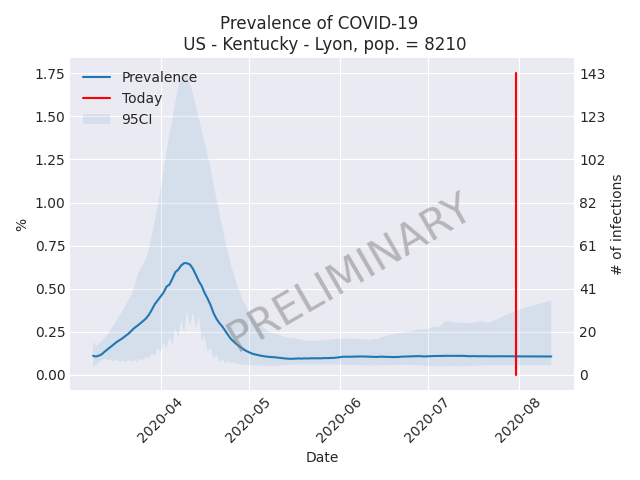 Prevalence of COVID-19
US - Kentucky - Lyon, pop. = 8210
Prevalence
Today
95CI
1.75
1.50
1.25
1.00
0.75
0.50
0.25
0.00
%
143
123
102
82
61
41
20
0
# of infections
PRELIMINARY
2020-04
2020-05
2020-06
2020-07
2020-08
Date